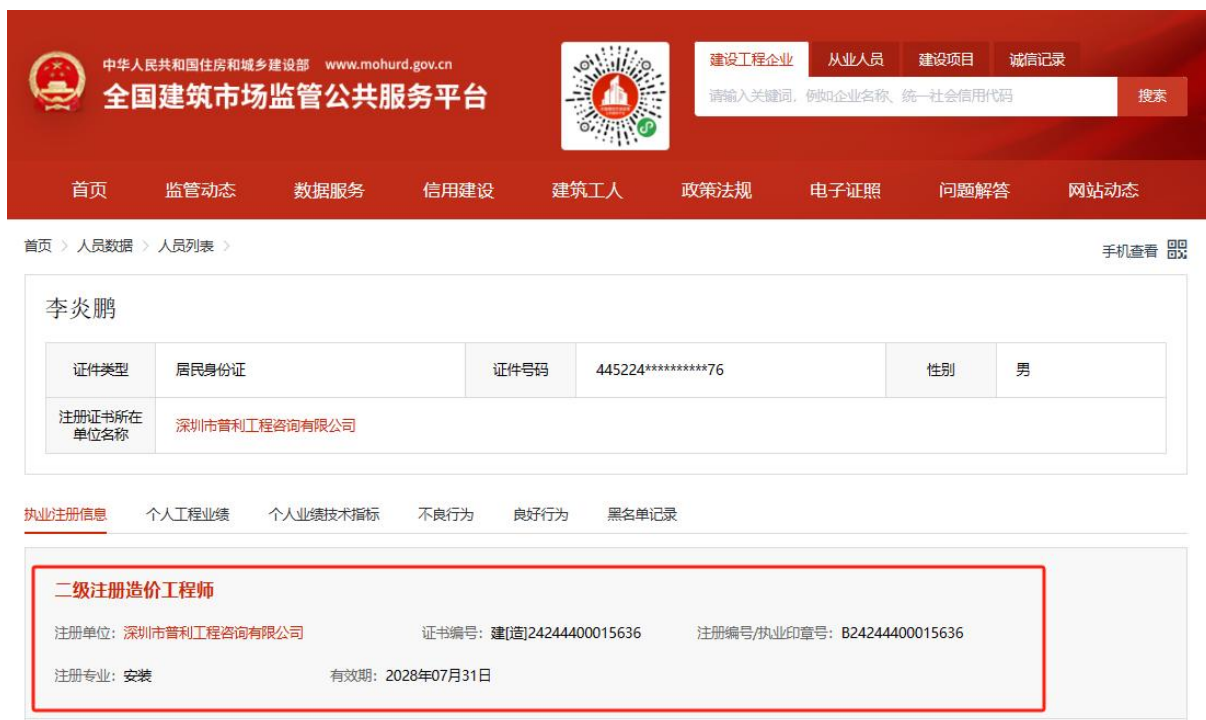 中华人民共和国住房和城乡建设部 www.mohurd.gov.cn
全国建筑市场监管公共服务平台
建设工程企业 从业人员 建设项目 诚信记录
请输入关键词，例如企业名称、统一社会信用代码 搜索
首页 监管动态 数据服务 信用建设 建筑工人 政策法规 电子证照 问题解答 网站动态
首页 > 人员数据 > 人员列表 >
手机查看
李炎鹏
证件类型 居民身份证 证件号码 445224**********76 性别 男
注册证书所在
单位名称
深圳市普利工程咨询有限公司
执业注册信息 个人工程业绩 个人业绩技术指标 不良行为 良好行为 黑名单记录
二级注册造价工程师
注册单位：深圳市普利工程咨询有限公司 证书编号：建[造]24244400015636 注册编号/执业印章号：B24244400015636
注册专业：安装 有效期：2028年07月31日